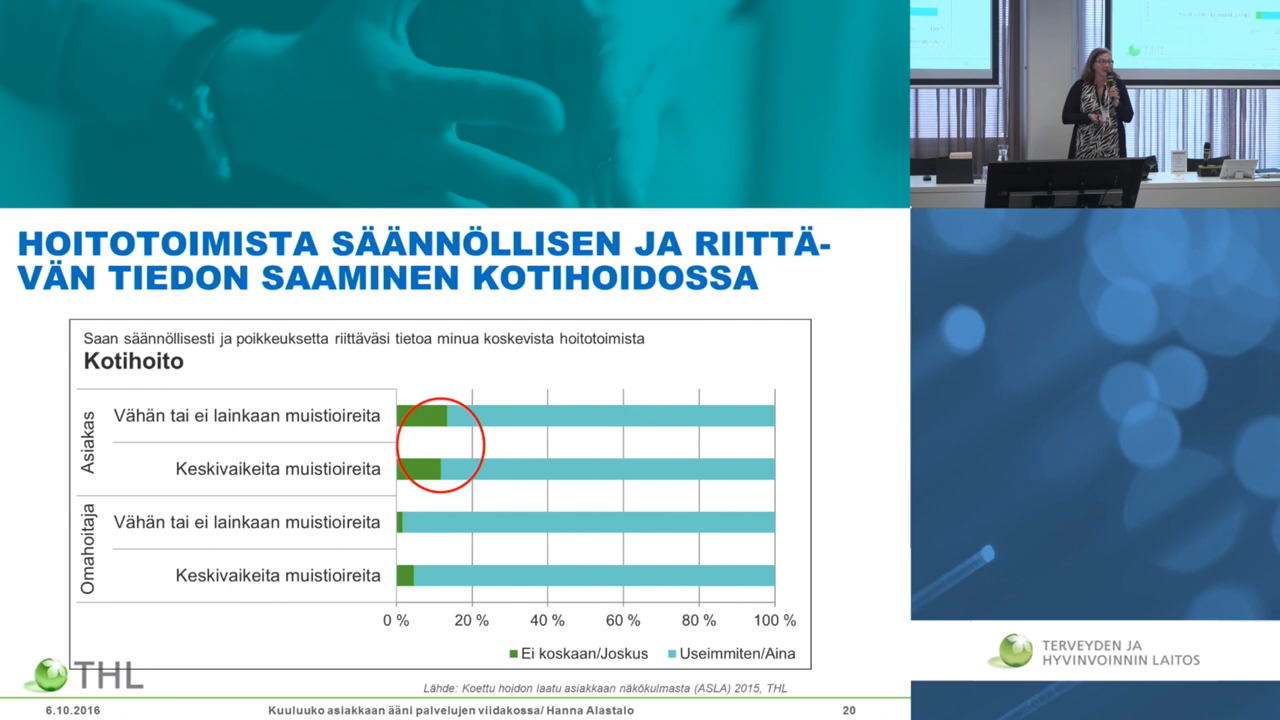 HOITOTOIMISTA SÄÄNNÖLLISEN JA RIITTÄ-
VÄN TIEDON SAAMINEN KOTIHOIDOSSA
Saan säännöllisesti ja poikkeuksetta riittäväsi tietoa minua koskevista hoitotoimista
Kotihoito
Asiakas
Vähän tai ei lainkaan muistioireita
Keskivaikeita muistioireita
Omahoitaja
Vähän tai ei lainkaan muistioireita
Keskivaikeita muistioireita
0 % 20 % 40 % 60 % 80 % 100 %
Ei koskaan/Joskus Useimmiten/Aina
THL
Lähde: Koettu hoidon laatu asiakkaan näkökulmasta (ASLA) 2015, THL
6.10.2016 Kuuluuko asiakkaan ääni palvelujen viidakossa/ Hanna Alastalo 20
THL
TERVEYDEN JA
HYVINVOINNIN LAITOS